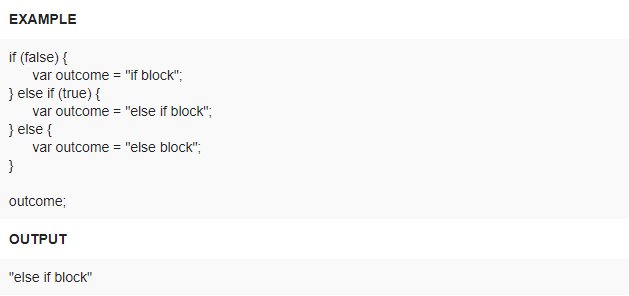 EXAMPLE
if (false) {
var outcome = "if block";
} else if (true) {
var outcome = "else if block";
} else {
var outcome = "else block";
}
outcome;
OUTPUT
"else if block"